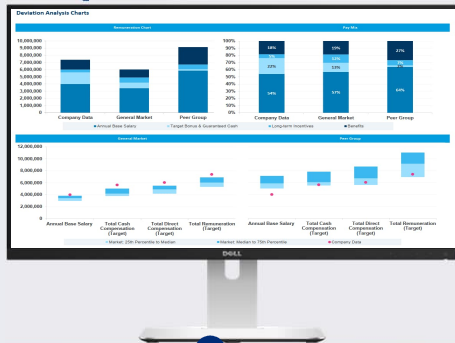 Deviation Analysis Charts
Remuneration Chart
Pay Mix
10,000,000
9,000,000
8,000,000
7,000,000
6,000,000
5,000,000
4,000,000
3,000,000
2,000,000
1,000,000
0
Company Data General Market Peer Group
100%
90%
80%
70%
60%
50%
40%
30%
20%
10%
0%
18% 15% 27%
12%
22% 12%
54% 57%
Company Data General Market Peer Group
Annual Base Salary Target Bonus & Guaranteed Cash Long-term Incentives Benefits
General Market
Peer Group
12,000,000
10,000,000
8,000,000
6,000,000
4,000,000
2,000,000
0
Annual Base Salary Total Cash Compensation (Target) Total Direct Compensation (Target) Total Remuneration (Target) Annual Base Salary Total Cash Compensation (Target) Total Direct Compensation (Target) Total Remuneration (Target)
Market: 25th Percentile to Median Market: Median to 75th Percentile Company Data
DELL